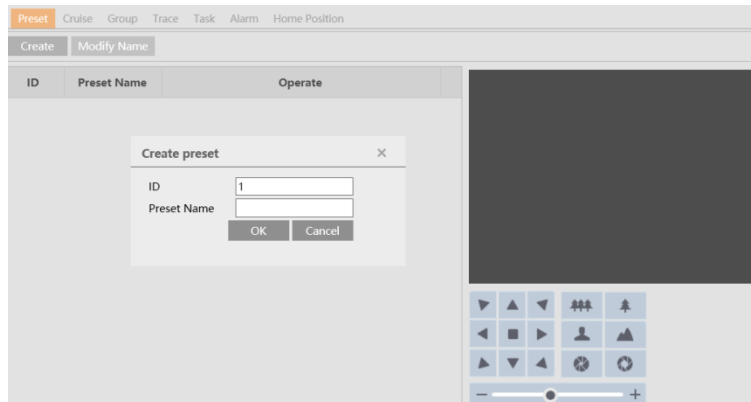 Preset Cruise Group Trace Task Alarm Home Position
Create Modify Name
ID Preset Name Operate
Create preset ×
ID 1
Preset Name
OK Cancel